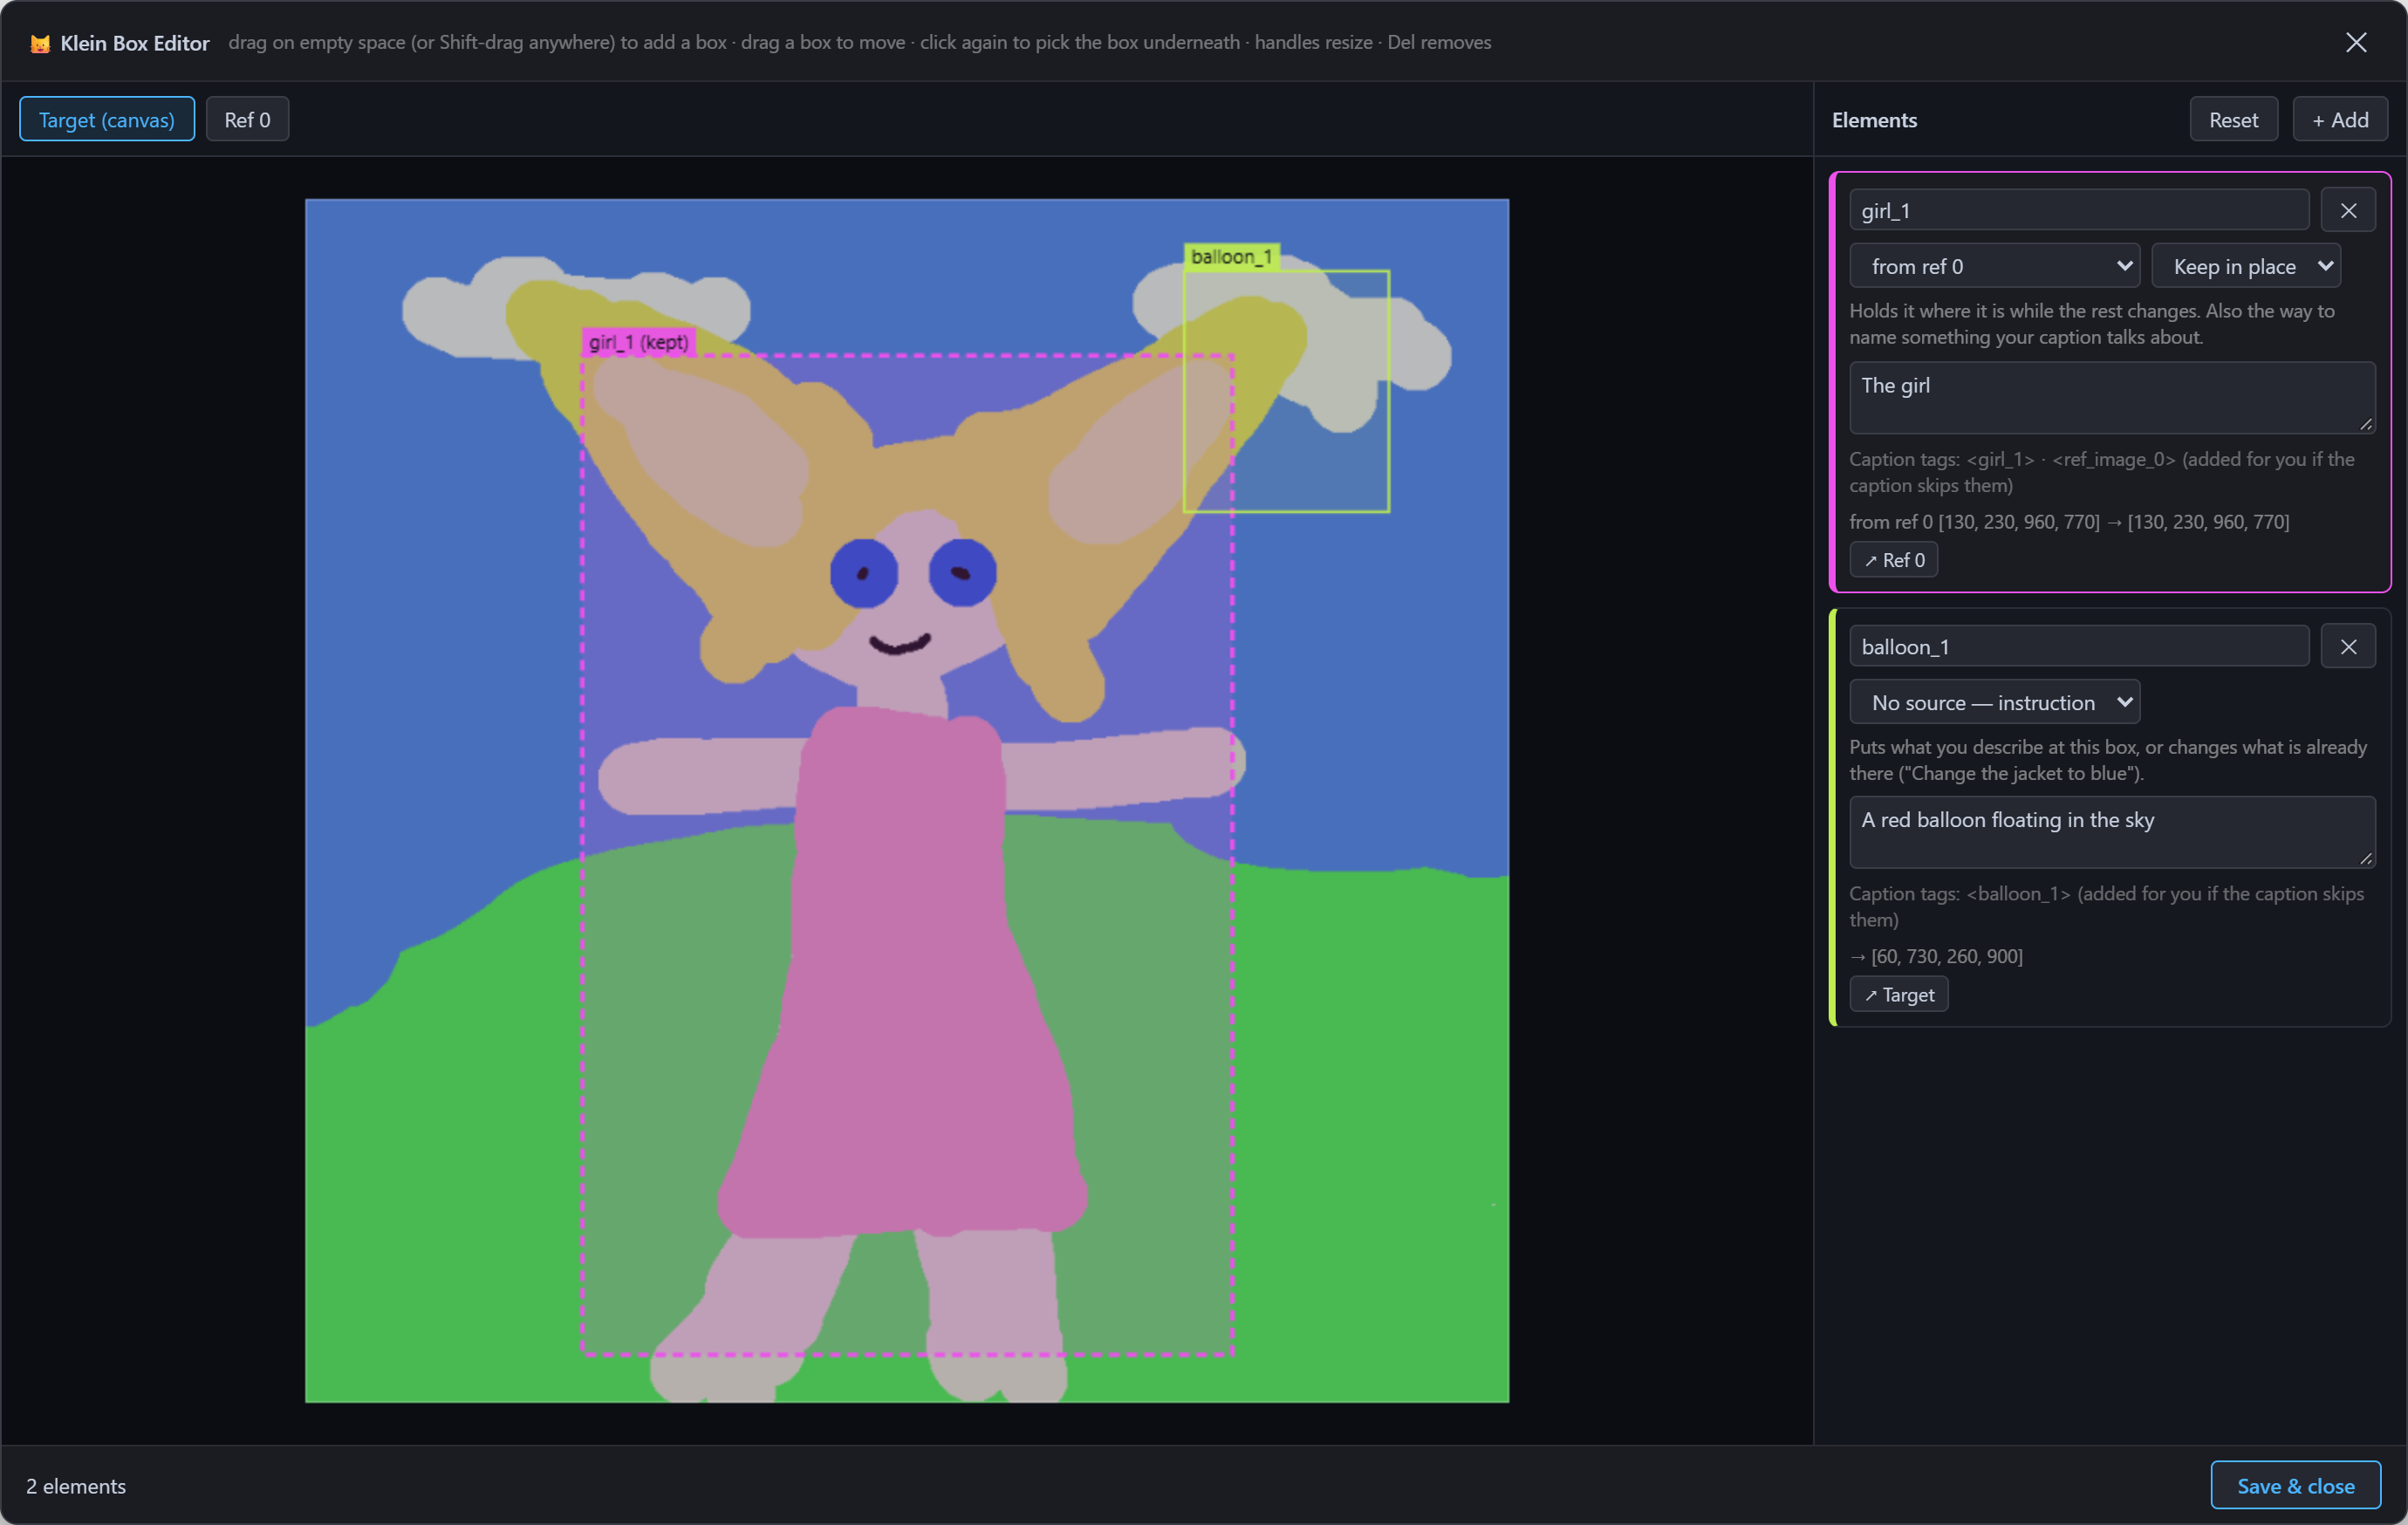 Klein Box Editor drag on empty space (or Shift-drag anywhere) to add a box · drag a box to move · click again to pick the box underneath · handles resize · Del removes
Target (canvas) Ref 0
Elements Reset + Add
balloon_1
girl_1 (kept)
girl_1
from ref 0 Keep in place
Holds it where it is while the rest changes. Also the way to
name something your caption talks about.
The girl
Caption tags: <girl_1> · <ref_image_0> (added for you if the
caption skips them)
from ref 0 [130, 230, 960, 770] → [130, 230, 960, 770]
↗ Ref 0
balloon_1
No source — instruction
Puts what you describe at this box, or changes what is already
there ("Change the jacket to blue").
A red balloon floating in the sky
Caption tags: <balloon_1> (added for you if the caption skips
them)
→ [60, 730, 260, 900]
↗ Target
2 elements
Save & close